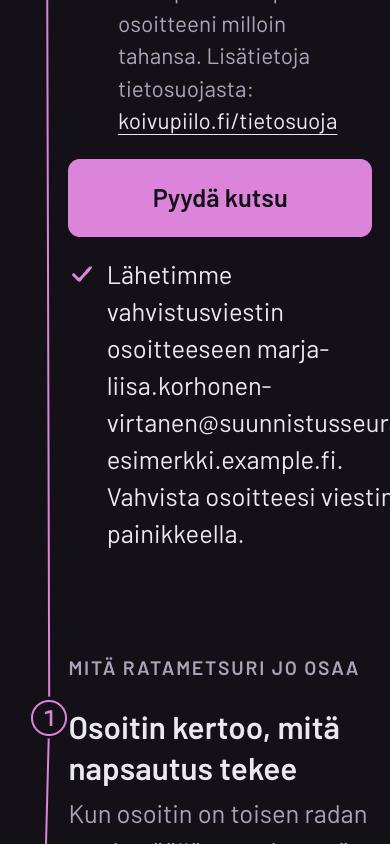 osoitteeni milloin
tahansa. Lisätietoja
tietosuojasta:
koivupiilo.fi/tietosuoja
Pyydä kutsu
Lähetimme
vahvistusviestin
osoitteeseen marja-
liisa.korhonen-
virtanen@suunnistusseur
esimerkki.example.fi.
Vahvista osoitteesi
painikkeella.
MITÄ RATAMETSURI JO OSAA
1
Osoitin kertoo, mitä
napsautus tekee
Kun osoitin on toisen radan